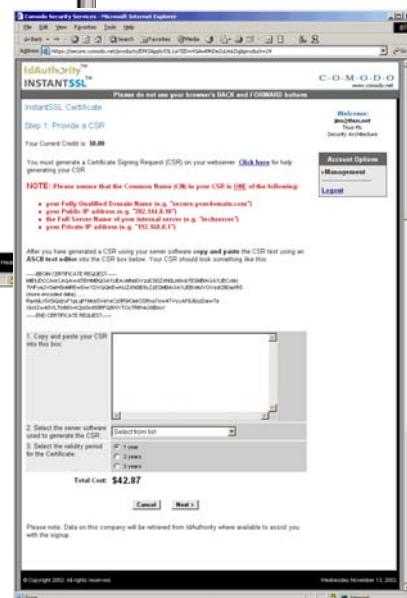 Comodo Security Services - Microsoft Internet Explorer
File Edit View Favorites Tools Help
Back Search Favorites Media
Address
IdAuthority
INSTANTSSL
C·O·M·O·D·O
www.comodo.net
Please do not use your browser's BACK and FORWARD buttons
InstantSSL Certificate
Step 1: Provide a CSR
Your Current Credit is $0.00
You must generate a Certificate Signing Request (CSR) on your webserver. Click here for help
generating your CSR.
NOTE: Please ensure that the Common Name (CN) in your CSR is ONE of the following:
• your Fully Qualified Domain Name (e.g. "secure.yourdomain.com")
• your Public IP address (e.g. "202.144.8.10")
• the Full Server Name of your internal server (e.g. "techserver")
• your Private IP address (e.g. "192.168.0.1")
After you have generated a CSR using your server software copy and paste the CSR text using an
ASCII text editor into the CSR box below. Your CSR should look something like this:
-----BEGIN CERTIFICATE REQUEST-----
-----END CERTIFICATE REQUEST-----
Welcome:
Security Architecture
Account Options
Management
Logout
1. Copy and paste your CSR
into this box:
2. Select the server software
used to generate the CSR:
Select from list
3. Select the validity period
for the Certificate:
1 year
2 years
3 years
Total Cost: $42.87
Cancel Next >
Please note: Data on this company will be retrieved from IdAuthority where available to assist you
with the signup.
© Copyright 2002. All rights reserved.
Wednesday November 13, 2002
Internet